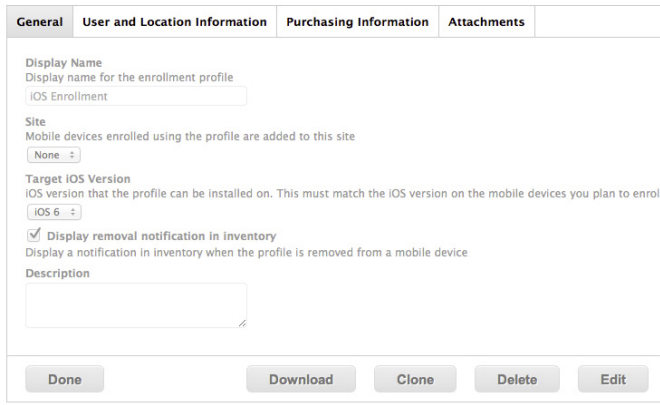 General User and Location Information Purchasing Information Attachments
Display Name
Display name for the enrollment profile
iOS Enrollment
Site
Mobile devices enrolled using the profile are added to this site
None
Target iOS Version
iOS version that the profile can be installed on. This must match the iOS version on the mobile devices you plan to enrol
iOS 6
Display removal notification in inventory
Display a notification in inventory when the profile is removed from a mobile device
Description
Done Download Clone Delete Edit